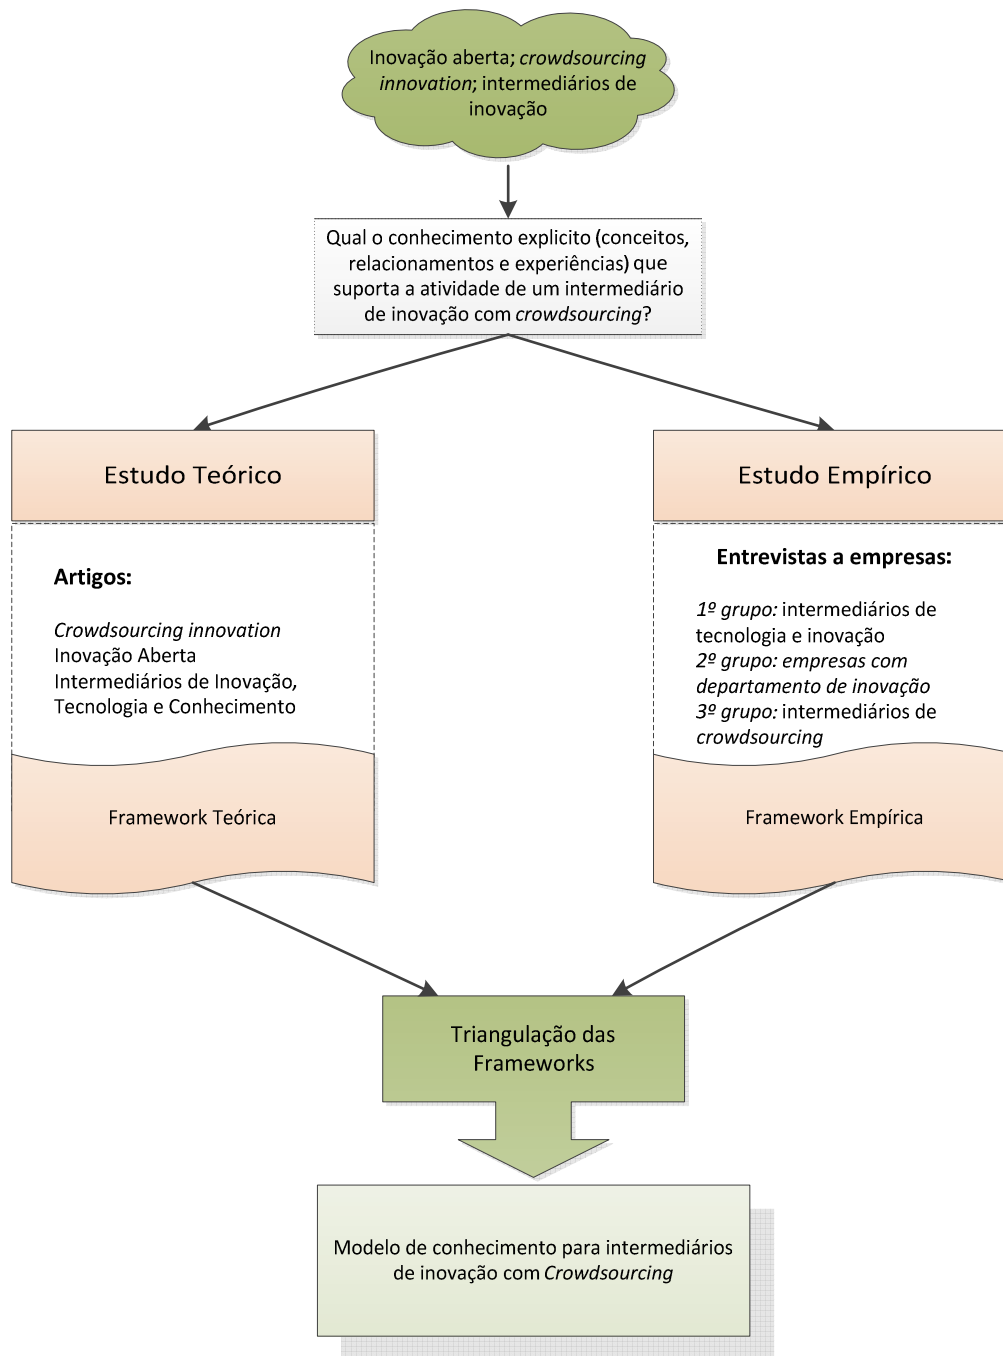 Inovação aberta; crowdsourcing
innovation; intermediários de
inovação
Qual o conhecimento explicito (conceitos,
relacionamentos e experiências) que
suporta a atividade de um intermediário
de inovação com crowdsourcing?
Estudo Teórico
Artigos:
Crowdsourcing innovation
Inovação Aberta
Intermediários de Inovação,
Tecnologia e Conhecimento
Framework Teórica
Estudo Empírico
Entrevistas a empresas:
1º grupo: intermediários de
tecnologia e inovação
2º grupo: empresas com
departamento de inovação
3º grupo: intermediários de
crowdsourcing
Framework Empírica
Triangulação das
Frameworks
Modelo de conhecimento para intermediários
de inovação com Crowdsourcing